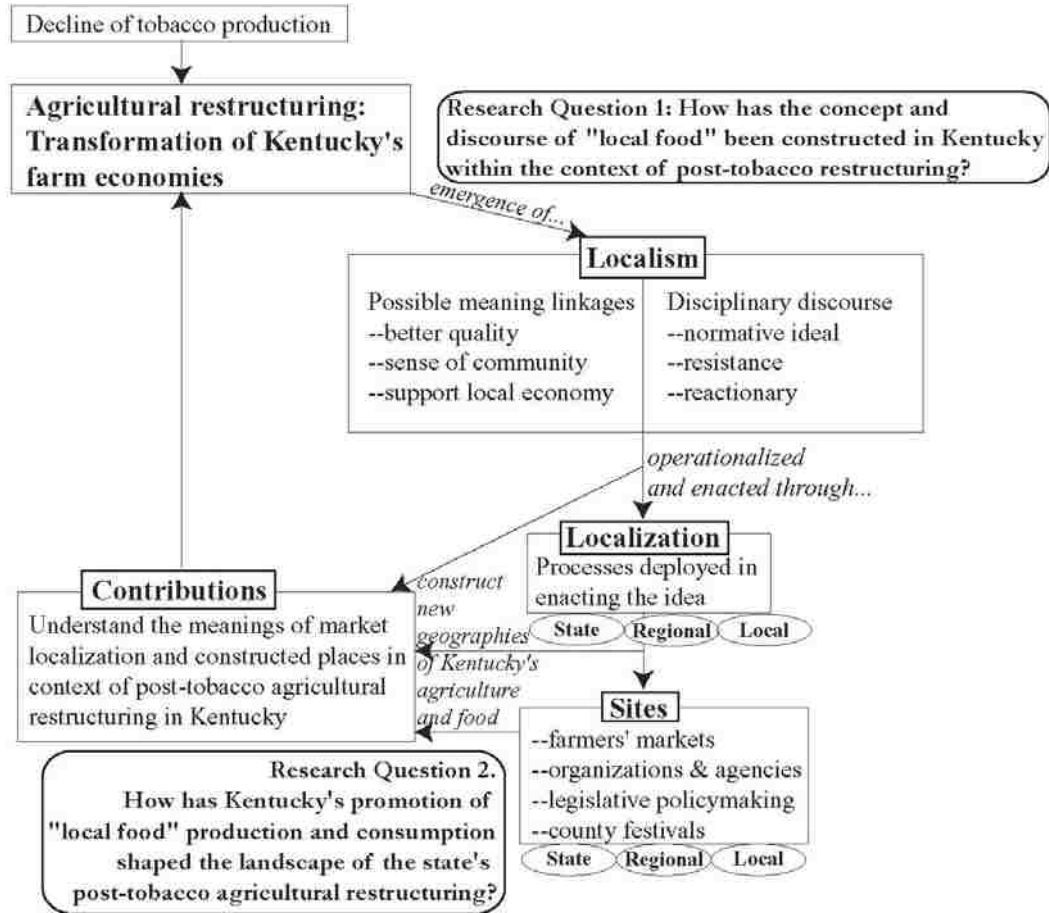 Decline of tobacco production
Agricultural restructuring:
Transformation of Kentucky's
farm economies
Research Question 1: How has the concept and
discourse of "local food" been constructed in Kentucky
within the context of post-tobacco restructuring?
emergence of...
Localism
Possible meaning linkages
--better quality
--sense of community
--support local economy
Disciplinary discourse
--normative ideal
--resistance
--reactionary
operationalized
and enacted through...
Localization
Processes deployed in
enacting the idea
State
Regional
Local
construct
new
geographies
of Kentucky's
agriculture
and food
Contributions
Understand the meanings of market
localization and constructed places in
context of post-tobacco agricultural
restructuring in Kentucky
Sites
--farmers' markets
--organizations & agencies
--legislative policymaking
--county festivals
State
Regional
Local
Research Question 2.
How has Kentucky's promotion of
"local food" production and consumption
shaped the landscape of the state's
post-tobacco agricultural restructuring?